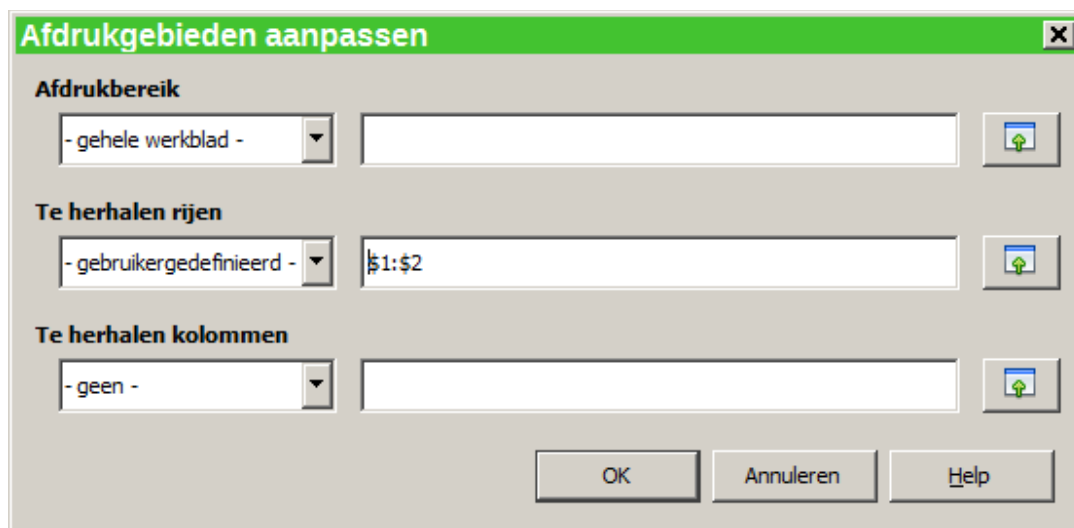 Afdrukgebieden aanpassen
Afdrukbereik
- gehele werkblad -
Te herhalen rijen
- gebruikergedefinieerd - $1:$2
Te herhalen kolommen
- geen -
OK Annuleren Help